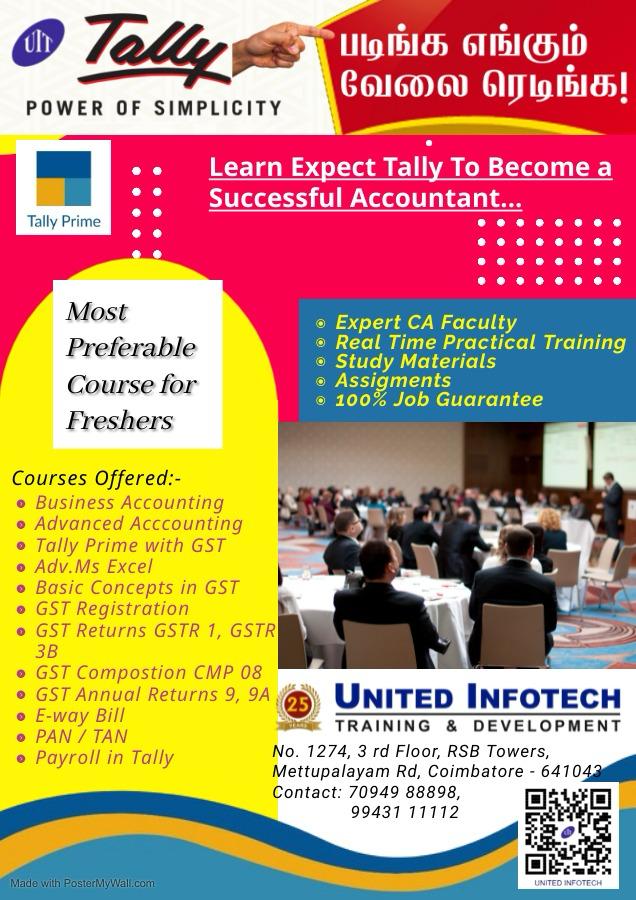 UIT
Tally
POWER OF SIMPLICITY
படிங்க எங்கும்
வேலை ரெடிங்க!
Tally Prime
Learn Expect Tally To Become a
Successful Accountant...
Most
Preferable
Course for
Freshers
Expert CA Faculty
Real Time Practical Training
Study Materials
Assigments
100% Job Guarantee
Courses Offered:-
Business Accounting
Advanced Acccounting
Tally Prime with GST
Adv.Ms Excel
Basic Concepts in GST
GST Registration
GST Returns GSTR 1, GSTR
3B
GST Compostion CMP 08
GST Annual Returns 9, 9A
E-way Bill
PAN / TAN
Payroll in Tally
25
YEARS
UNITED INFOTECH
TRAINING & DEVELOPMENT
No. 1274, 3 rd Floor, RSB Towers,
Mettupalayam Rd, Coimbatore - 641043
Contact: 70949 88898,
99431 11112
UNITED INFOTECH
Made with PosterMyWall.com